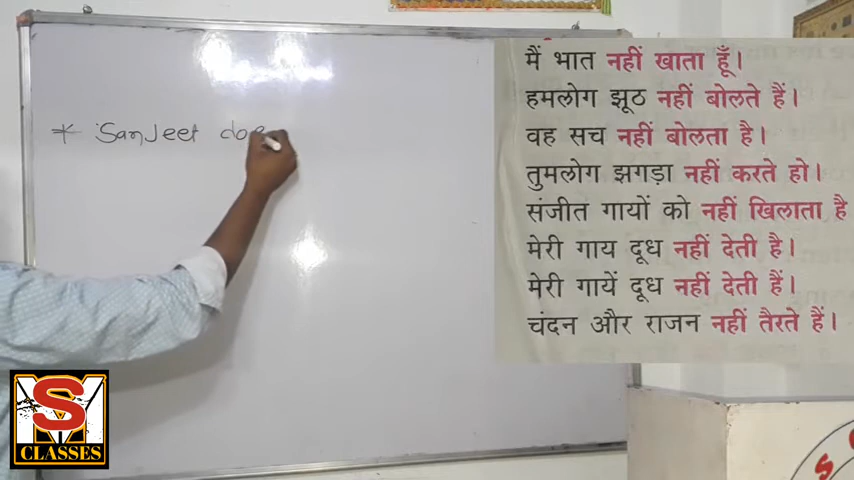 * SanJeet doe
मैं भात नहीं खाता हूँ।
हमलोग झूठ नहीं बोलते हैं।
वह सच नहीं बोलता है।
तुमलोग झगड़ा नहीं करते हो।
संजीत गायों को नहीं खिलाता है
मेरी गाय दूध नहीं देती है।
मेरी गायें दूध नहीं देती हैं।
चंदन और राजन नहीं तैरते हैं।
SM
CLASSES